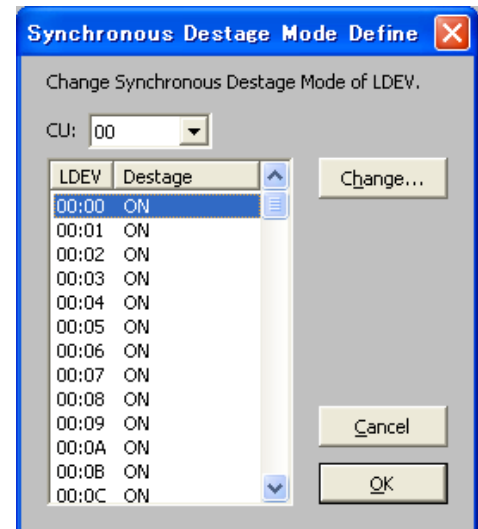 Synchronous Destage Mode Define
Change Synchronous Destage Mode of LDEV.
CU: 00
LDEV Destage
Change...
00:00 ON
00:01 ON
00:02 ON
00:03 ON
00:04 ON
00:05 ON
00:06 ON
00:07 ON
00:08 ON
00:09 ON
00:0A ON
00:0B ON
00:0C ON
Cancel
OK